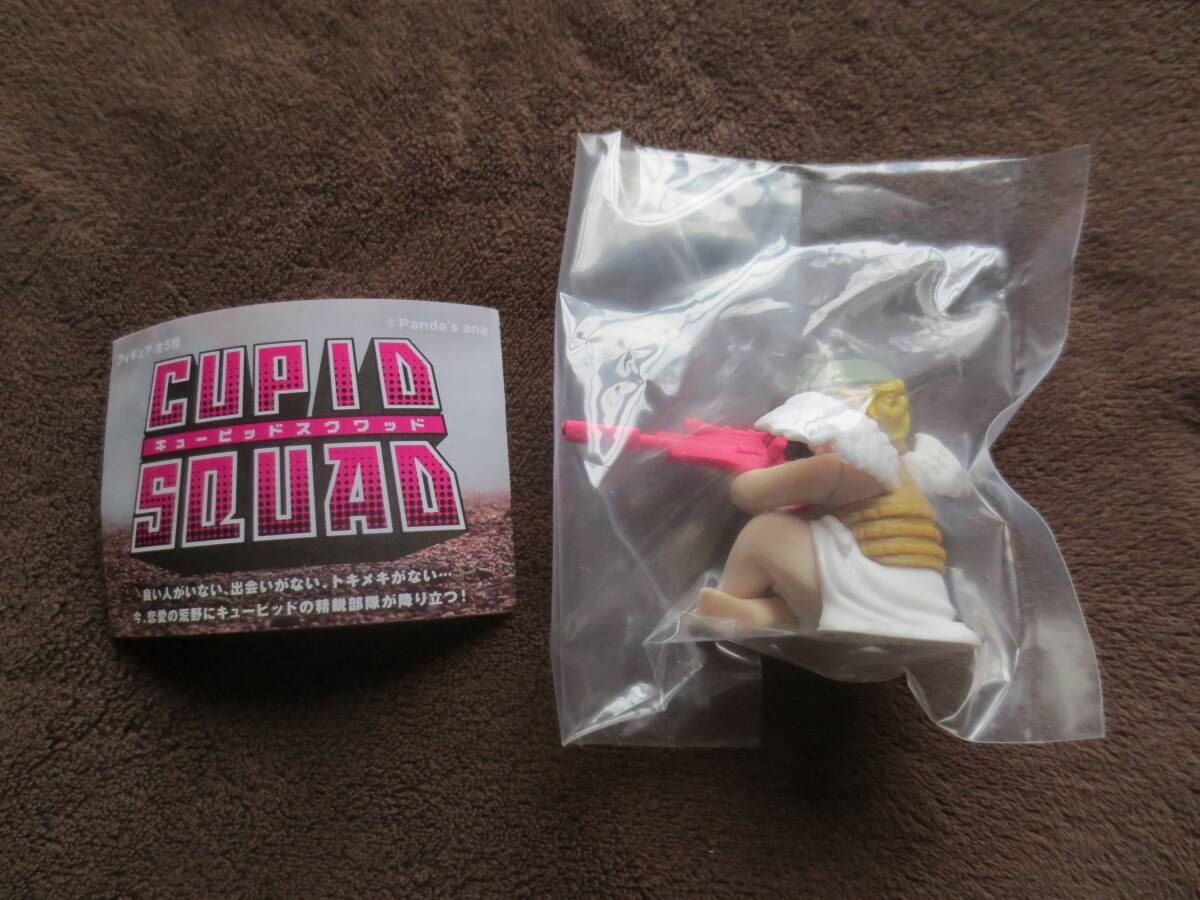 ©Panda's ana
フィギュア 全5種
CUPID
キューピッドスクワッド
SQUAD
良い人がいない、出会いがない、トキメキがない…
今、恋愛の荒野にキューピッドの精鋭部隊が降り立つ！